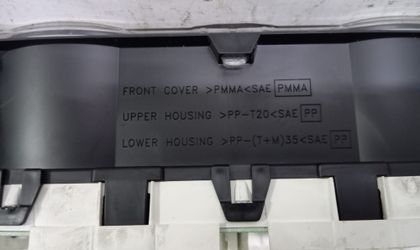 FRONT COVER >PMMA<SAE PMMA
UPPER HOUSING >PP-T20<SAE PP
LOWER HOUSING >PP-(T+M)35<SAE PP